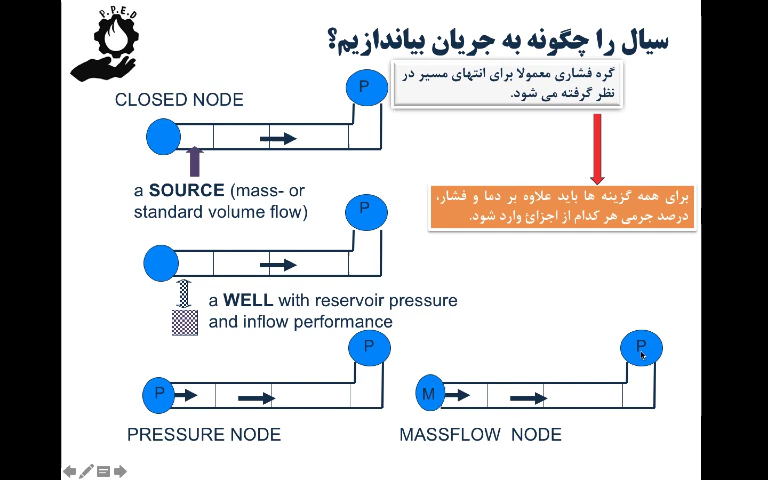 P.P.E.D
سیال را چگونه به جریان بیاندازیم؟
گره فشاری معمولا برای انتهای مسیر در
نظر گرفته می شود.
P
CLOSED NODE
a SOURCE (mass- or
standard volume flow)
برای همه گزینه ها باید علاوه بر دما و فشار،
درصد جرمی هر کدام از اجزائ وارد شود.
P
a WELL with reservoir pressure
and inflow performance
P
P
PRESSURE NODE
P
M
MASSFLOW NODE